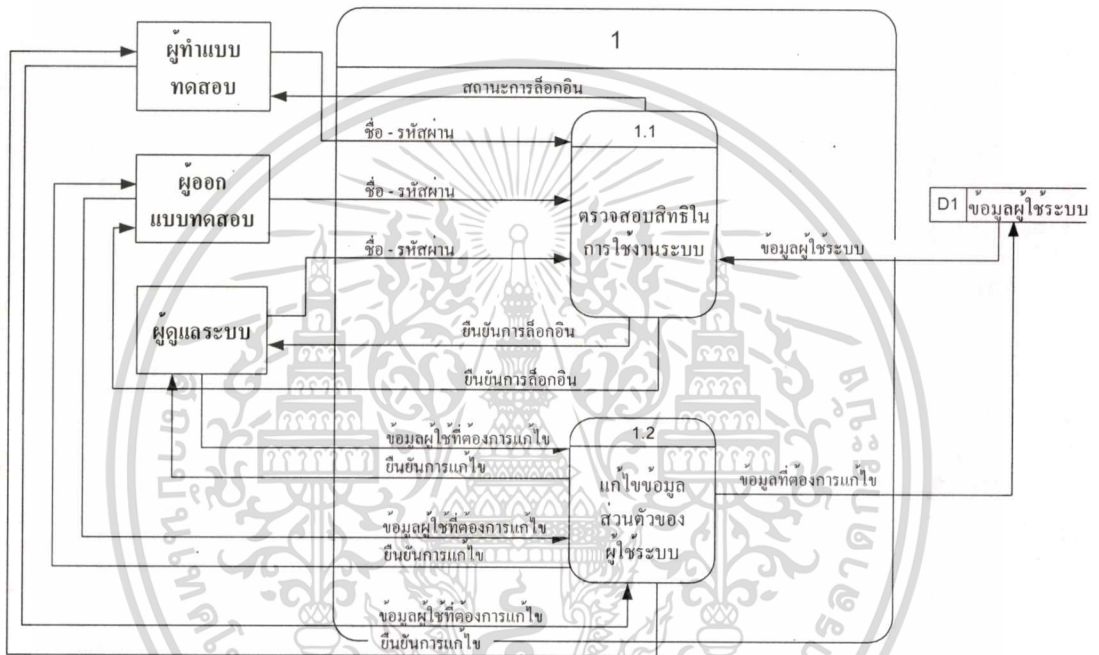 1
ผู้ทำแบบ
ทดสอบ
สถานะการล็อกอิน
ชื่อ - รหัสผ่าน
1.1
ผู้ออก
แบบทดสอบ
ชื่อ - รหัสผ่าน
ตรวจสอบสิทธิใน
การใช้งานระบบ
D1 ข้อมูลผู้ใช้ระบบ
ชื่อ - รหัสผ่าน
ข้อมูลผู้ใช้ระบบ
ผู้ดูแลระบบ
ยืนยันการล็อกอิน
ยืนยันการล็อกอิน
ข้อมูลผู้ใช้ที่ต้องการแก้ไข
ยืนยันการแก้ไข
1.2
แก้ไขข้อมูล
ส่วนตัวของ
ผู้ใช้ระบบ
ข้อมูลที่ต้องการแก้ไข
ข้อมูลผู้ใช้ที่ต้องการแก้ไข
ยืนยันการแก้ไข
ข้อมูลผู้ใช้ที่ต้องการแก้ไข
ยืนยันการแก้ไข